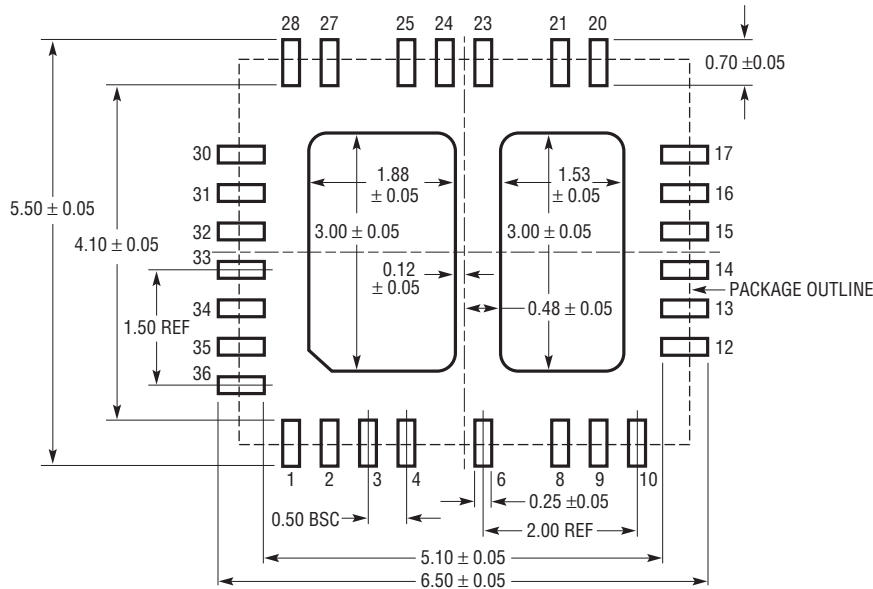 28 27 25 24 23 21 20
0.70 ±0.05
30
31
32
33
34
35
36
17
16
15
14
13
12
1.88
± 0.05
1.53
± 0.05
5.50 ± 0.05
3.00 ± 0.05
3.00 ± 0.05
4.10 ± 0.05
0.12
± 0.05
PACKAGE OUTLINE
0.48 ± 0.05
1.50 REF
1 2 3 4 6 8 9 10
0.25 ±0.05
0.50 BSC
2.00 REF
5.10 ± 0.05
6.50 ± 0.05